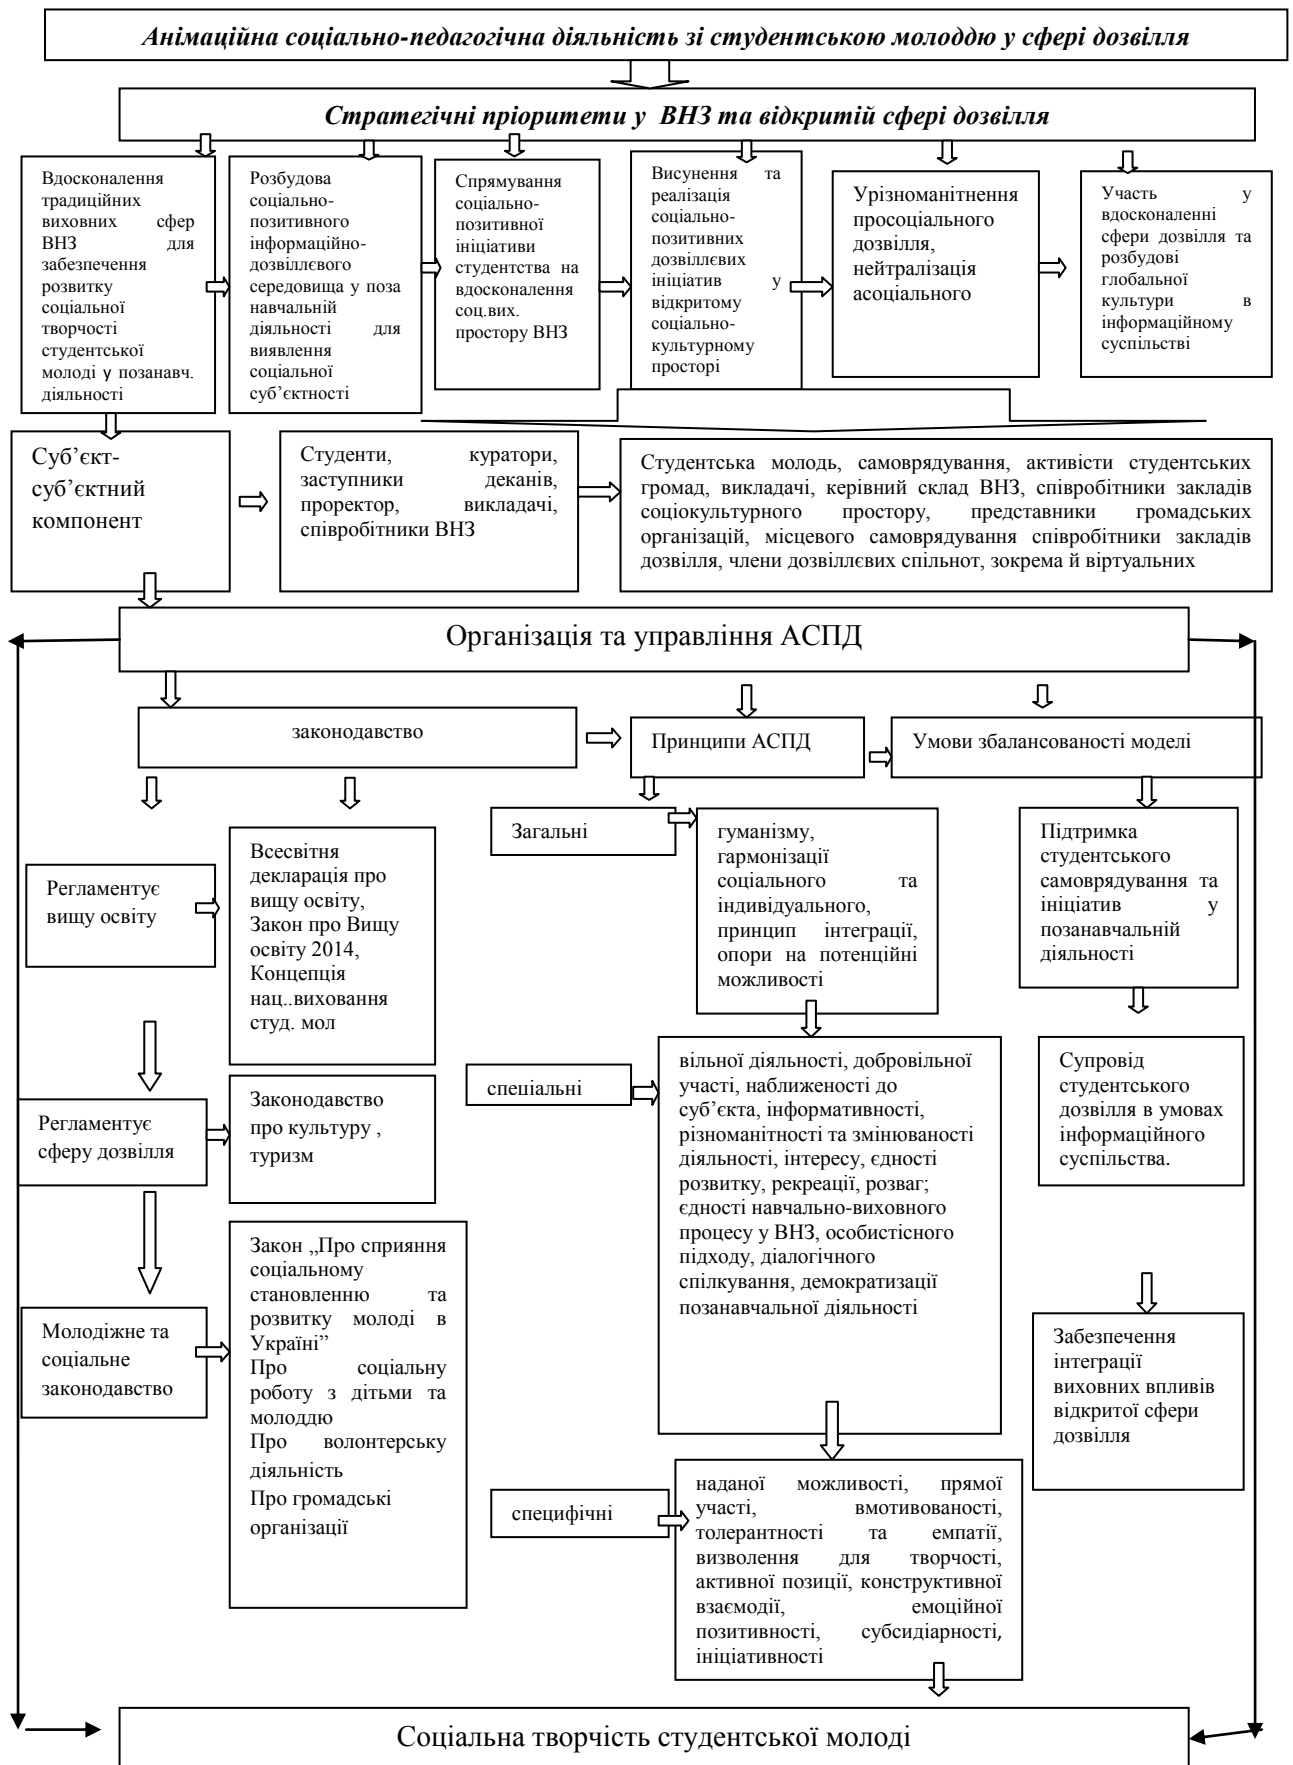 Анімаційна соціально-педагогічна діяльність зі студентською молоддю у сфері дозвілля
Стратегічні пріоритети у ВНЗ та відкритій сфері дозвілля
Вдосконалення
традиційних
виховних сфер
ВНЗ для
забезпечення
розвитку
соціальної
творчості
студентської
молоді у позанавч.
діяльності
Розбудова
соціально-
позитивного
інформаційно-
дозвіллєвого
середовища у поза
навчальній
діяльності для
виявлення
соціальної
суб’єктності
Спрямування
соціально-
позитивної
ініціативи
студентства на
вдосконалення
соц.вих.
простору ВНЗ
Висунення та
реалізація
соціально-
позитивних
дозвіллєвих
ініціатив у
відкритому
соціально-
культурному
просторі
Урізноманітнення
просоціального
дозвілля,
нейтралізація
асоціального
Участь у
вдосконаленні
сфери дозвілля та
розбудові
глобальної
культури в
інформаційному
суспільстві
Суб’єкт-
суб’єктний
компонент
Студенти, куратори,
заступники деканів,
проректор, викладачі,
співробітники ВНЗ
Студентська молодь, самоврядування, активісти студентських
громад, викладачі, керівний склад ВНЗ, співробітники закладів
соціокультурного простору, представники громадських
організацій, місцевого самоврядування співробітники закладів
дозвілля, члени дозвіллєвих спільнот, зокрема й віртуальних
Організація та управління АСПД
законодавство
Принципи АСПД
Умови збалансованості моделі
Регламентує
вищу освіту
Всесвітня
декларація про
вищу освіту,
Закон про Вищу
освіту 2014,
Концепція
нац..виховання
студ. мол
Загальні
гуманізму,
гармонізації
соціального та
індивідуального,
принцип інтеграції,
опори на потенційні
можливості
Підтримка
студентського
самоврядування та
ініціатив у
позанавчальній
діяльності
Регламентує
сферу дозвілля
Законодавство
про культуру ,
туризм
спеціальні
вільної діяльності, добровільної
участі, наближеності до
суб’єкта, інформативності,
різноманітності та змінюваності
діяльності, інтересу, єдності
розвитку, рекреації, розваг;
єдності навчально-виховного
процесу у ВНЗ, особистісного
підходу, діалогічного
спілкування, демократизації
позанавчальної діяльності
Супровід
студентського
дозвілля в умовах
інформаційного
суспільства.
Молодіжне та
соціальне
законодавство
Закон „Про сприяння
соціальному
становленню та
розвитку молоді в
Україні”
Про соціальну
роботу з дітьми та
молоддю
Про волонтерську
діяльність
Про громадські
організації
Забезпечення
інтеграції
виховних впливів
відкритої сфери
дозвілля
специфічні
наданої можливості, прямої
участі, вмотивованості,
толерантності та емпатії,
визволення для творчості,
активної позиції, конструктивної
взаємодії, емоційної
позитивності, субсидіарності,
ініціативності
Соціальна творчість студентської молоді